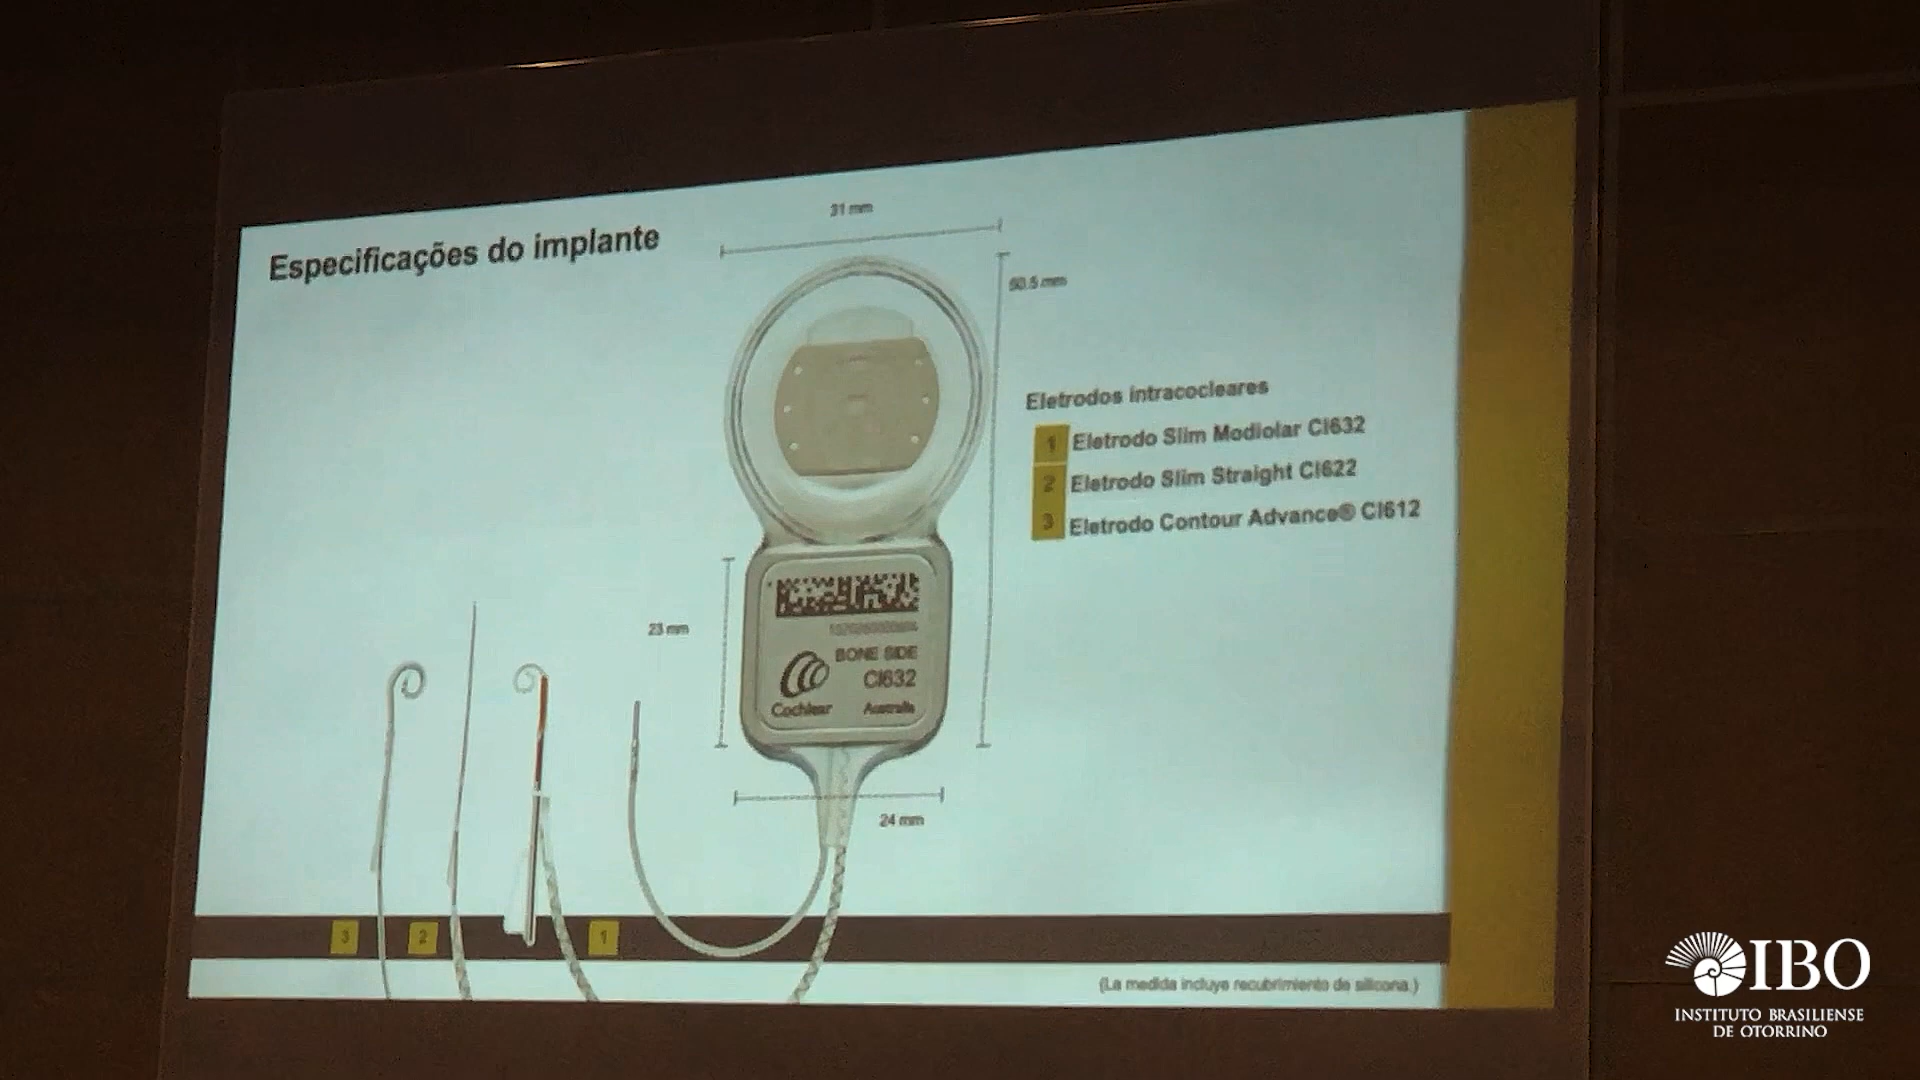 Especificações do implante
31 mm
50.5 mm
Eletrodos intracocleares
1 Eletrodo Slim Modiolar CI632
2 Eletrodo Slim Straight CI622
3 Eletrodo Contour Advance® CI612
23 mm
BONE SIDE
CI632
Cochlear Australia
24 mm
3 2 1
(La medida incluye recubrimiento de silicona.)
IBO
INSTITUTO BRASILIENSE
DE OTORRINO